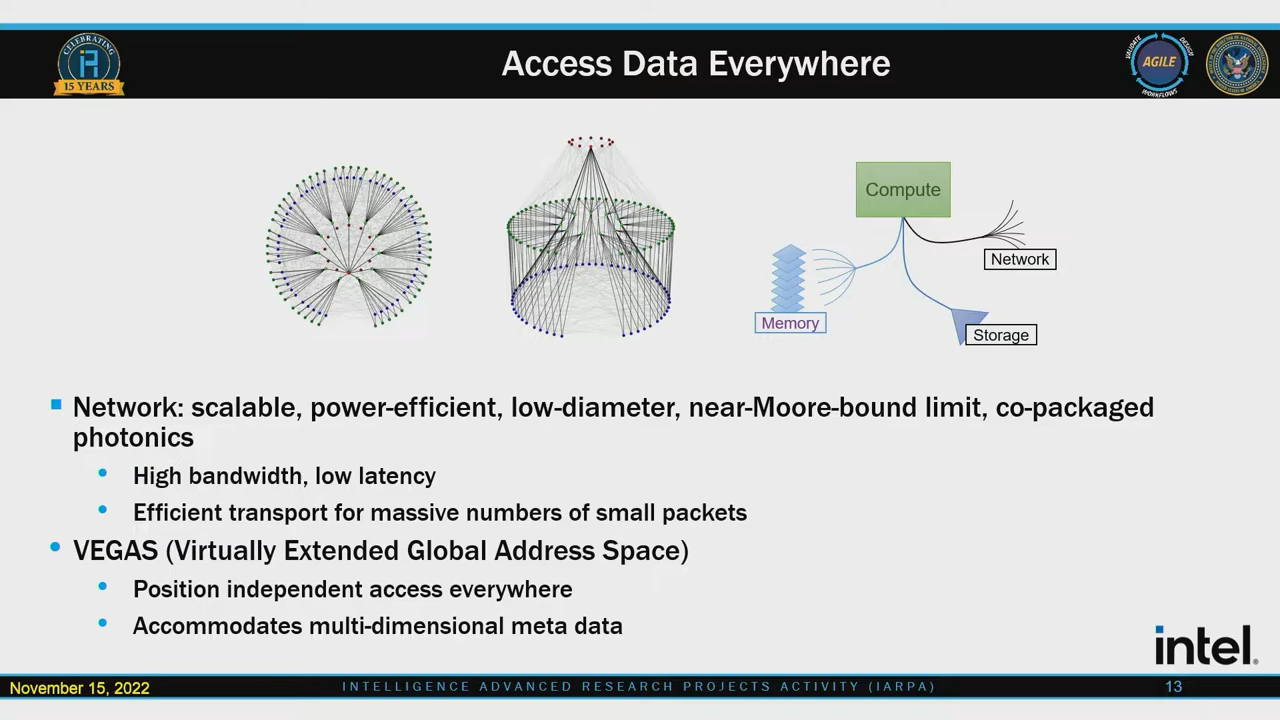 CELEBRATING
15 YEARS
Access Data Everywhere
VALIDATE
DESIGN
AGILE
WORKFLOWS
Compute
Network
Memory
Storage
Network: scalable, power-efficient, low-diameter, near-Moore-bound limit, co-packaged
photonics
High bandwidth, low latency
Efficient transport for massive numbers of small packets
VEGAS (Virtually Extended Global Address Space)
Position independent access everywhere
Accommodates multi-dimensional meta data
intel.
November 15, 2022
INTELLIGENCE ADVANCED RESEARCH PROJECTS ACTIVITY (IARPA)
13